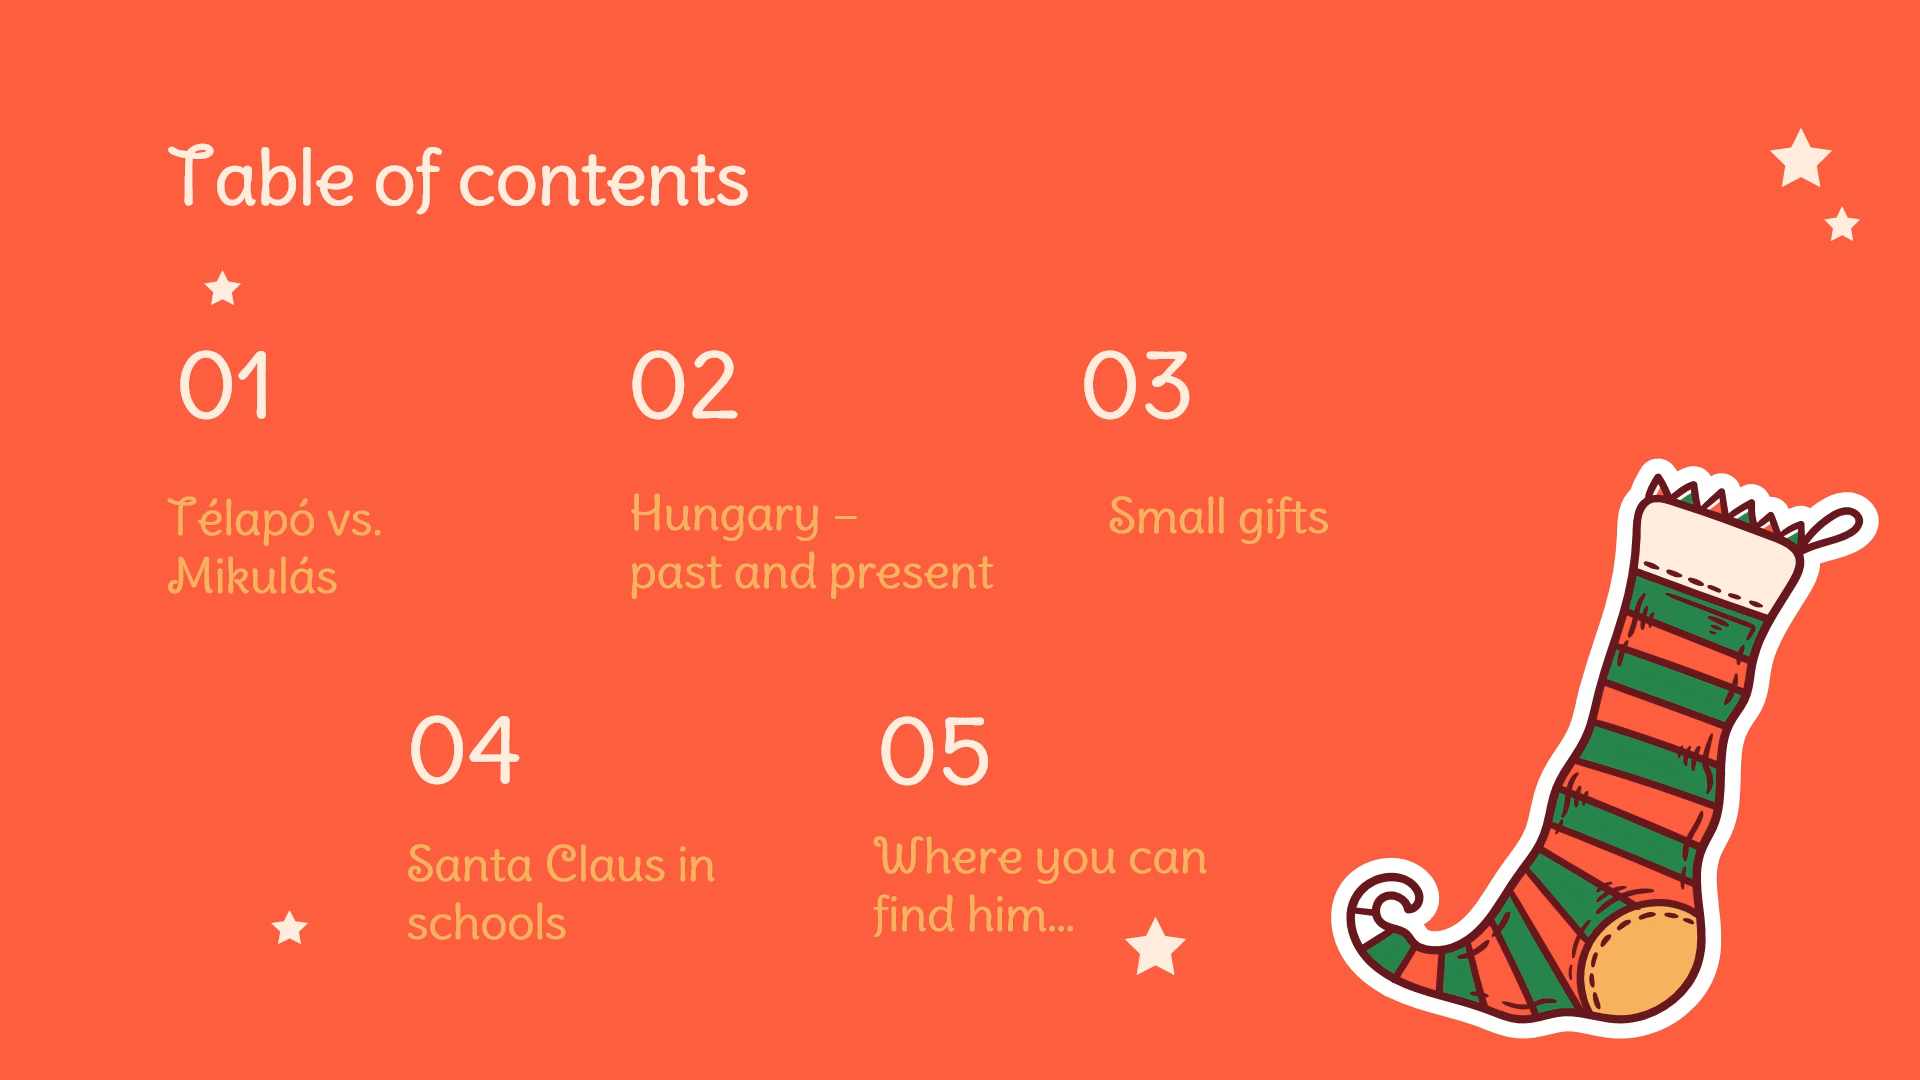 Table of contents
01
02
03
Télapó vs.
Mikulás
Hungary –
past and present
Small gifts
04
05
Santa Claus in
schools
Where you can
find him...